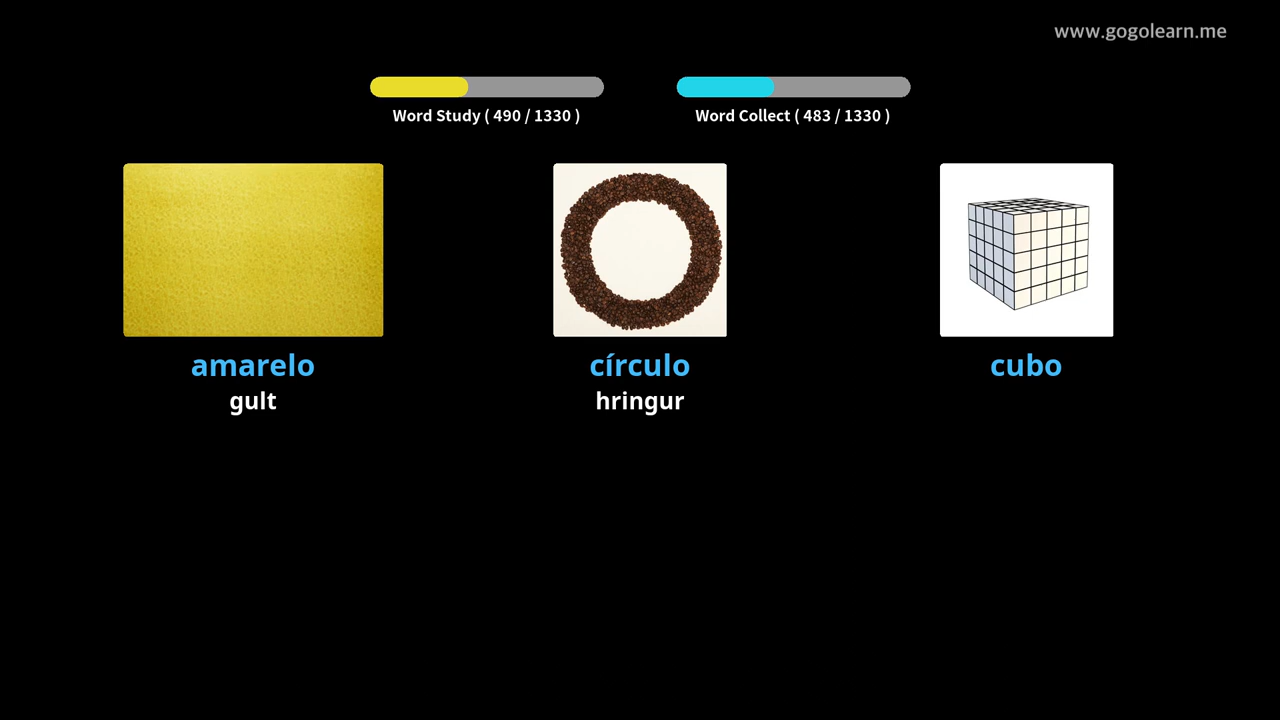 www.gogolearn.me
Word Study ( 490 / 1330 )
Word Collect ( 483 / 1330 )
amarelo
gult
círculo
hringur
cubo